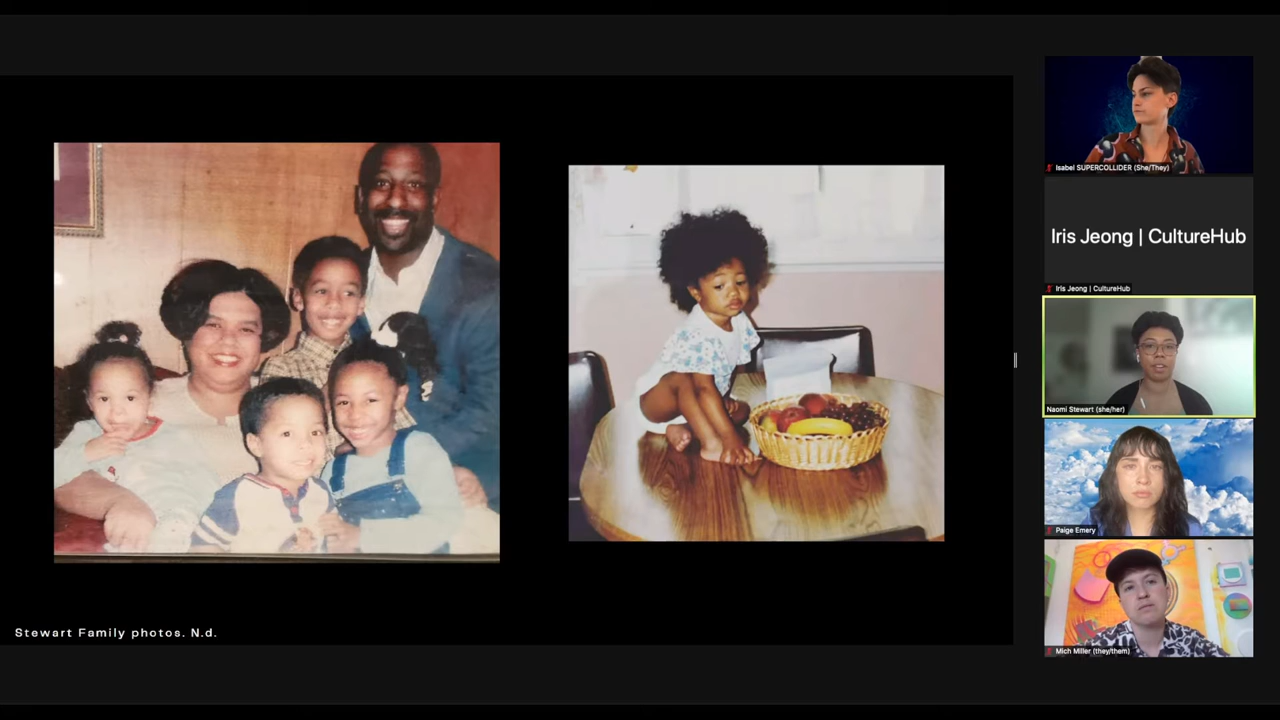 Isabel SUPERCOLLIDER (She/They)
Iris Jeong | CultureHub
Iris Jeong | CultureHub
Naomi Stewart (she/her)
Paige Emery
Mich Miller (they/them)
Stewart Family photos. N.d.